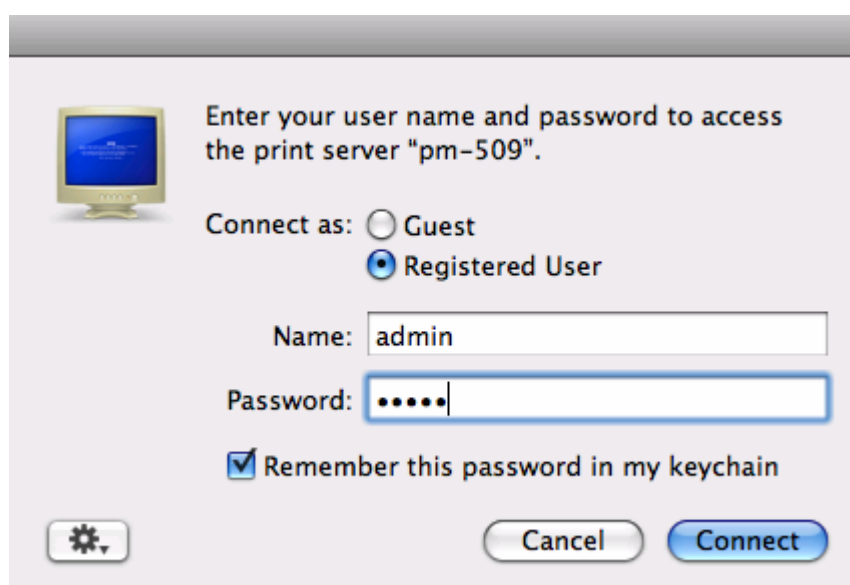 Enter your user name and password to access
the print server “pm-509”.
Connect as: Guest
Registered User
Name: admin
Password: •••••
Remember this password in my keychain
Cancel Connect